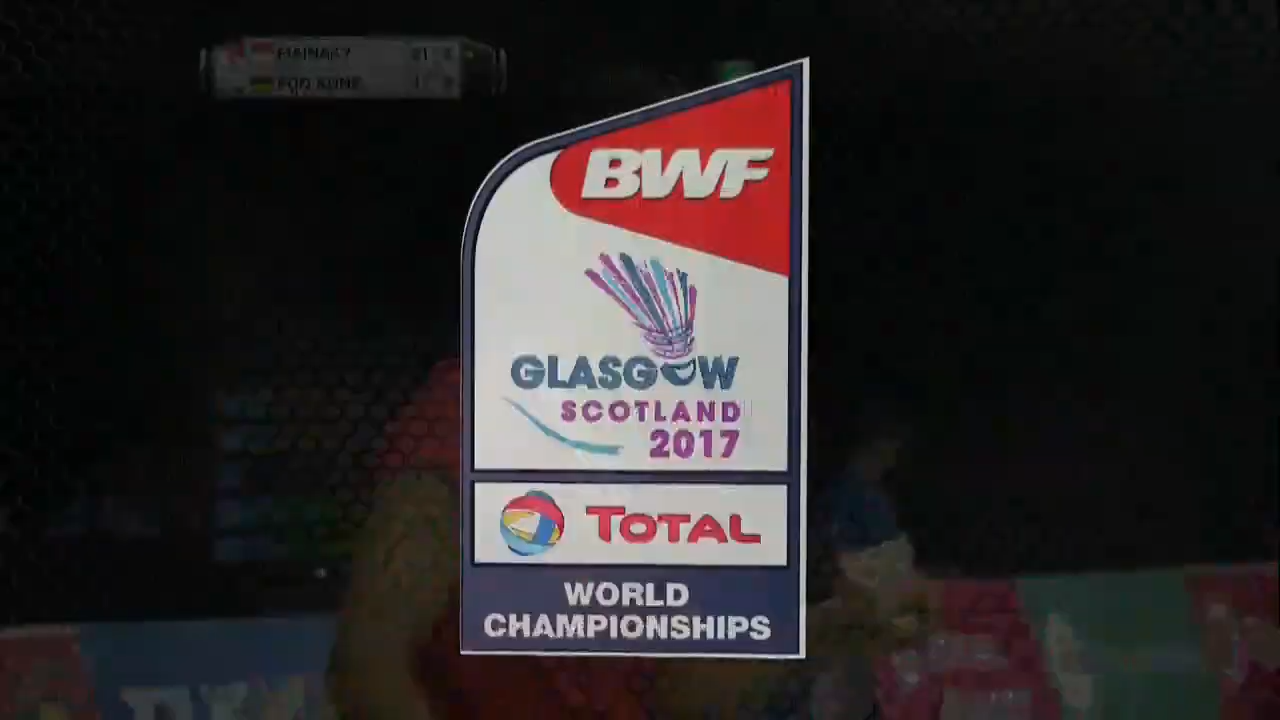 BWF
GLASGOW
SCOTLAND
2017
TOTAL
WORLD
CHAMPIONSHIPS